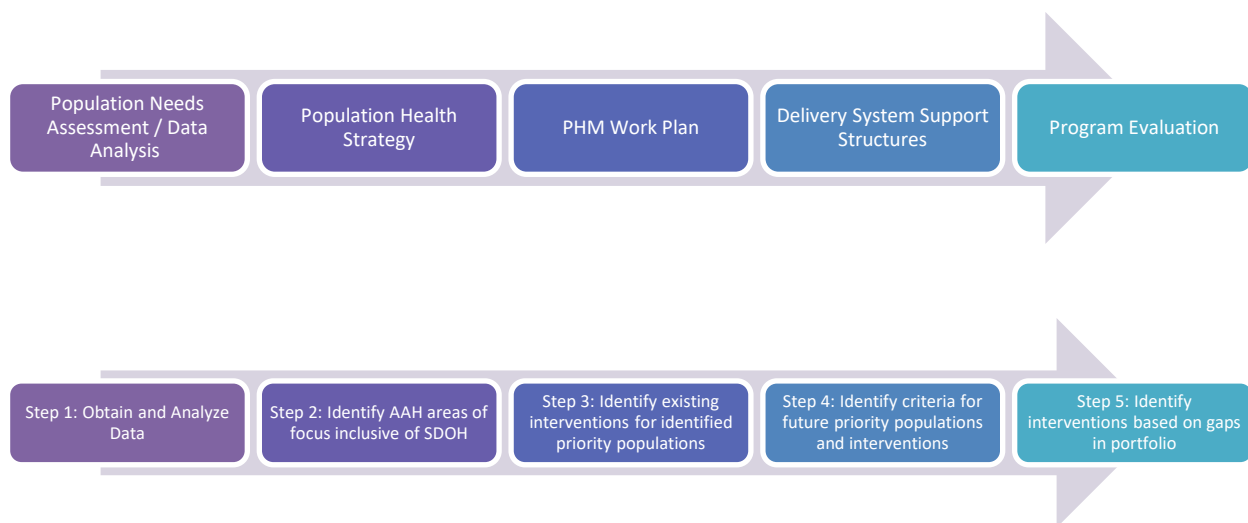 Population Needs
Assessment / Data
Analysis
Population Health
Strategy
PHM Work Plan
Delivery System Support
Structures
Program Evaluation
Step 1: Obtain and Analyze
Data
Step 2: Identify AAH areas of
focus inclusive of SDOH
Step 3: Identify existing
interventions for identified
priority populations
Step 4: Identify criteria for
future priority populations
and interventions
Step 5: Identify
interventions based on gaps
in portfolio